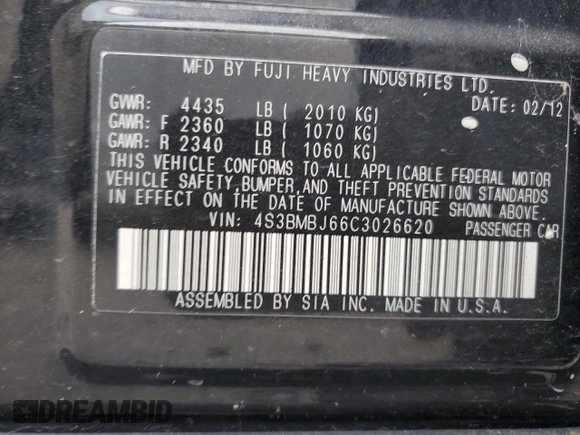 MFD BY FUJI HEAVY INDUSTRIES LTD.
GVWR: 4435 LB ( 2010 KG) DATE: 02/12
GAWR: F 2360 LB ( 1070 KG)
GAWR: R 2340 LB ( 1060 KG)
THIS VEHICLE CONFORMS TO ALL APPLICABLE FEDERAL MOTOR
VEHICLE SAFETY, BUMPER, AND THEFT PREVENTION STANDARDS
IN EFFECT ON THE DATE OF MANUFACTURE SHOWN ABOVE.
VIN: 4S3BMBJ66C3026620 PASSENGER CAR
ASSEMBLED BY SIA INC. MADE IN U.S.A.
DREAMBID